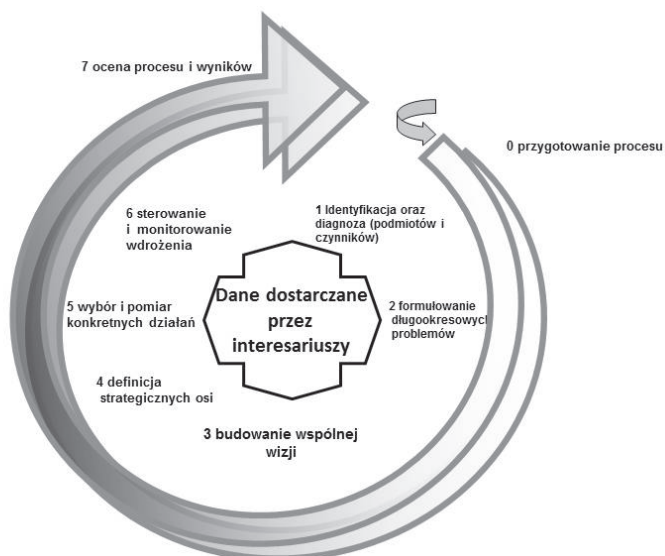 7 ocena procesu i wyników
0 przygotowanie procesu
1 Identyfikacja oraz
diagnoza (podmiotów i
czynników)
2 formułowanie
długookresowych
problemów
3 budowanie wspólnej
wizji
4 definicja
strategicznych osi
5 wybór i pomiar
konkretnych działań
6 sterowanie
i monitorowanie
wdrożenia
Dane dostarczane
przez
interesariuszy